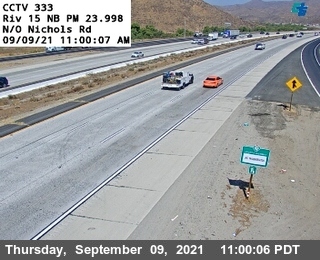 CCTV 333
Riv 15 NB PM 23.998
N/O Nichols Rd
09/09/21 11:00:07 AM
Thursday, September 09, 2021 11:00:06 PDT